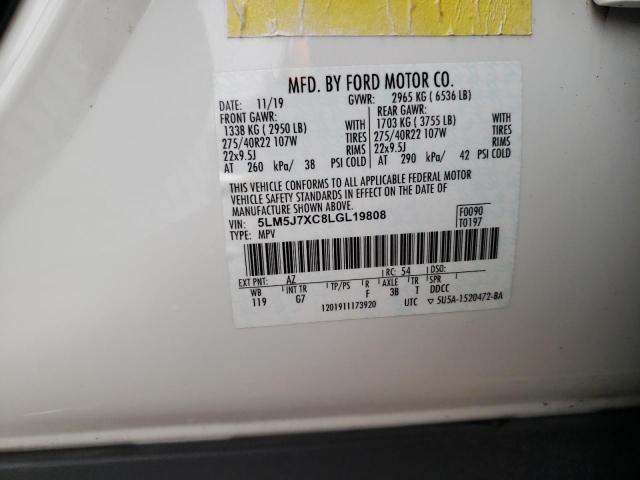 MFD. BY FORD MOTOR CO.
DATE: 11/19 GVWR: 2965 KG ( 6536 LB)
FRONT GAWR: REAR GAWR:
1338 KG ( 2950 LB) WITH 1703 KG ( 3755 LB) WITH
275/40R22 107W TIRES 275/40R22 107W TIRES
22x9.5J RIMS 22x9.5J RIMS
AT 260 kPa/ 38 PSI COLD AT 290 kPa/ 42 PSI COLD
THIS VEHICLE CONFORMS TO ALL APPLICABLE FEDERAL MOTOR
VEHICLE SAFETY STANDARDS IN EFFECT ON THE DATE OF
MANUFACTURE SHOWN ABOVE.
VIN: 5LM5J7XC8LGL19808 F0090
TYPE: MPV T0197
EXT PNT: AZ RC: 54 DSO:
WB INT TR TP/PS R AXLE TR SPR
119 G7 F 3B T DDCC
1201911173920 UTC 5U5A-1520472-BA